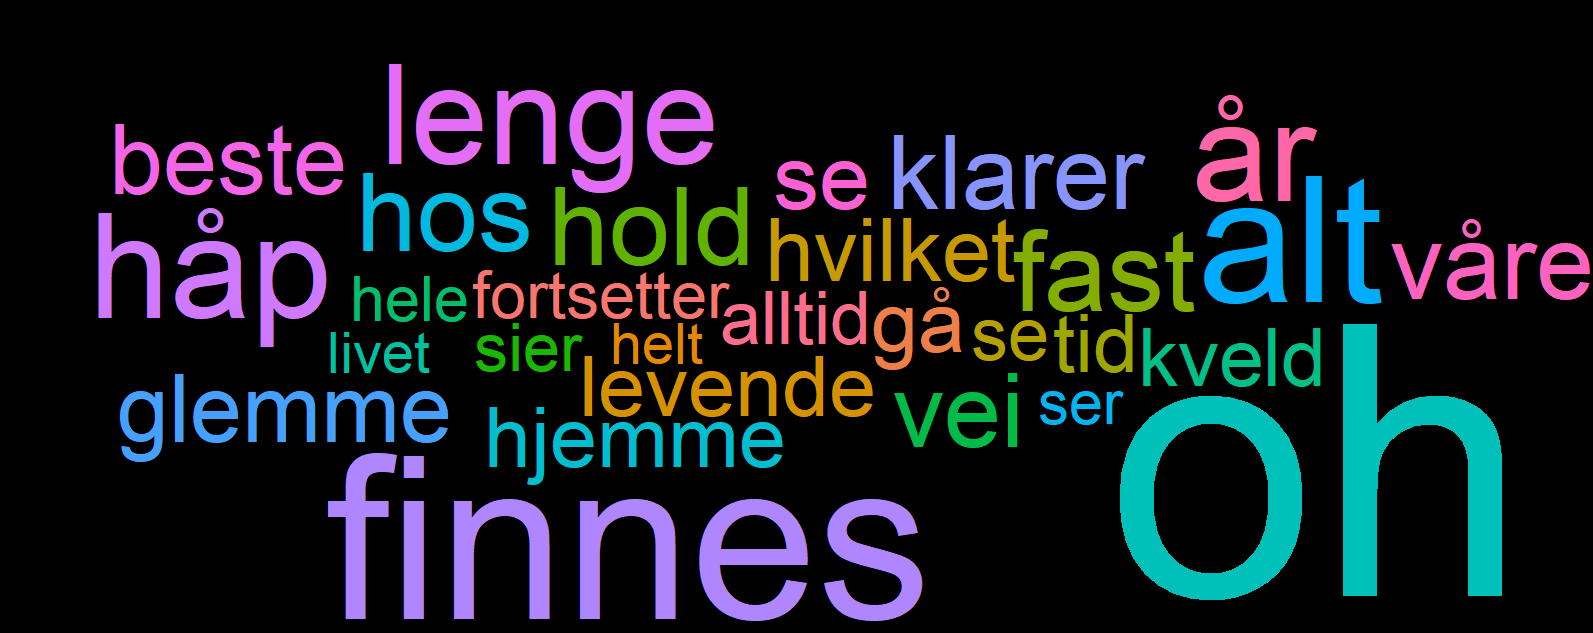 lenge
beste
se klarer
år
hos hold
håp
hvilket fast alt våre
hele fortsetter alltid gå se tid kveld
livet sier helt
glemme levende vei ser
hjemme
finnes oh